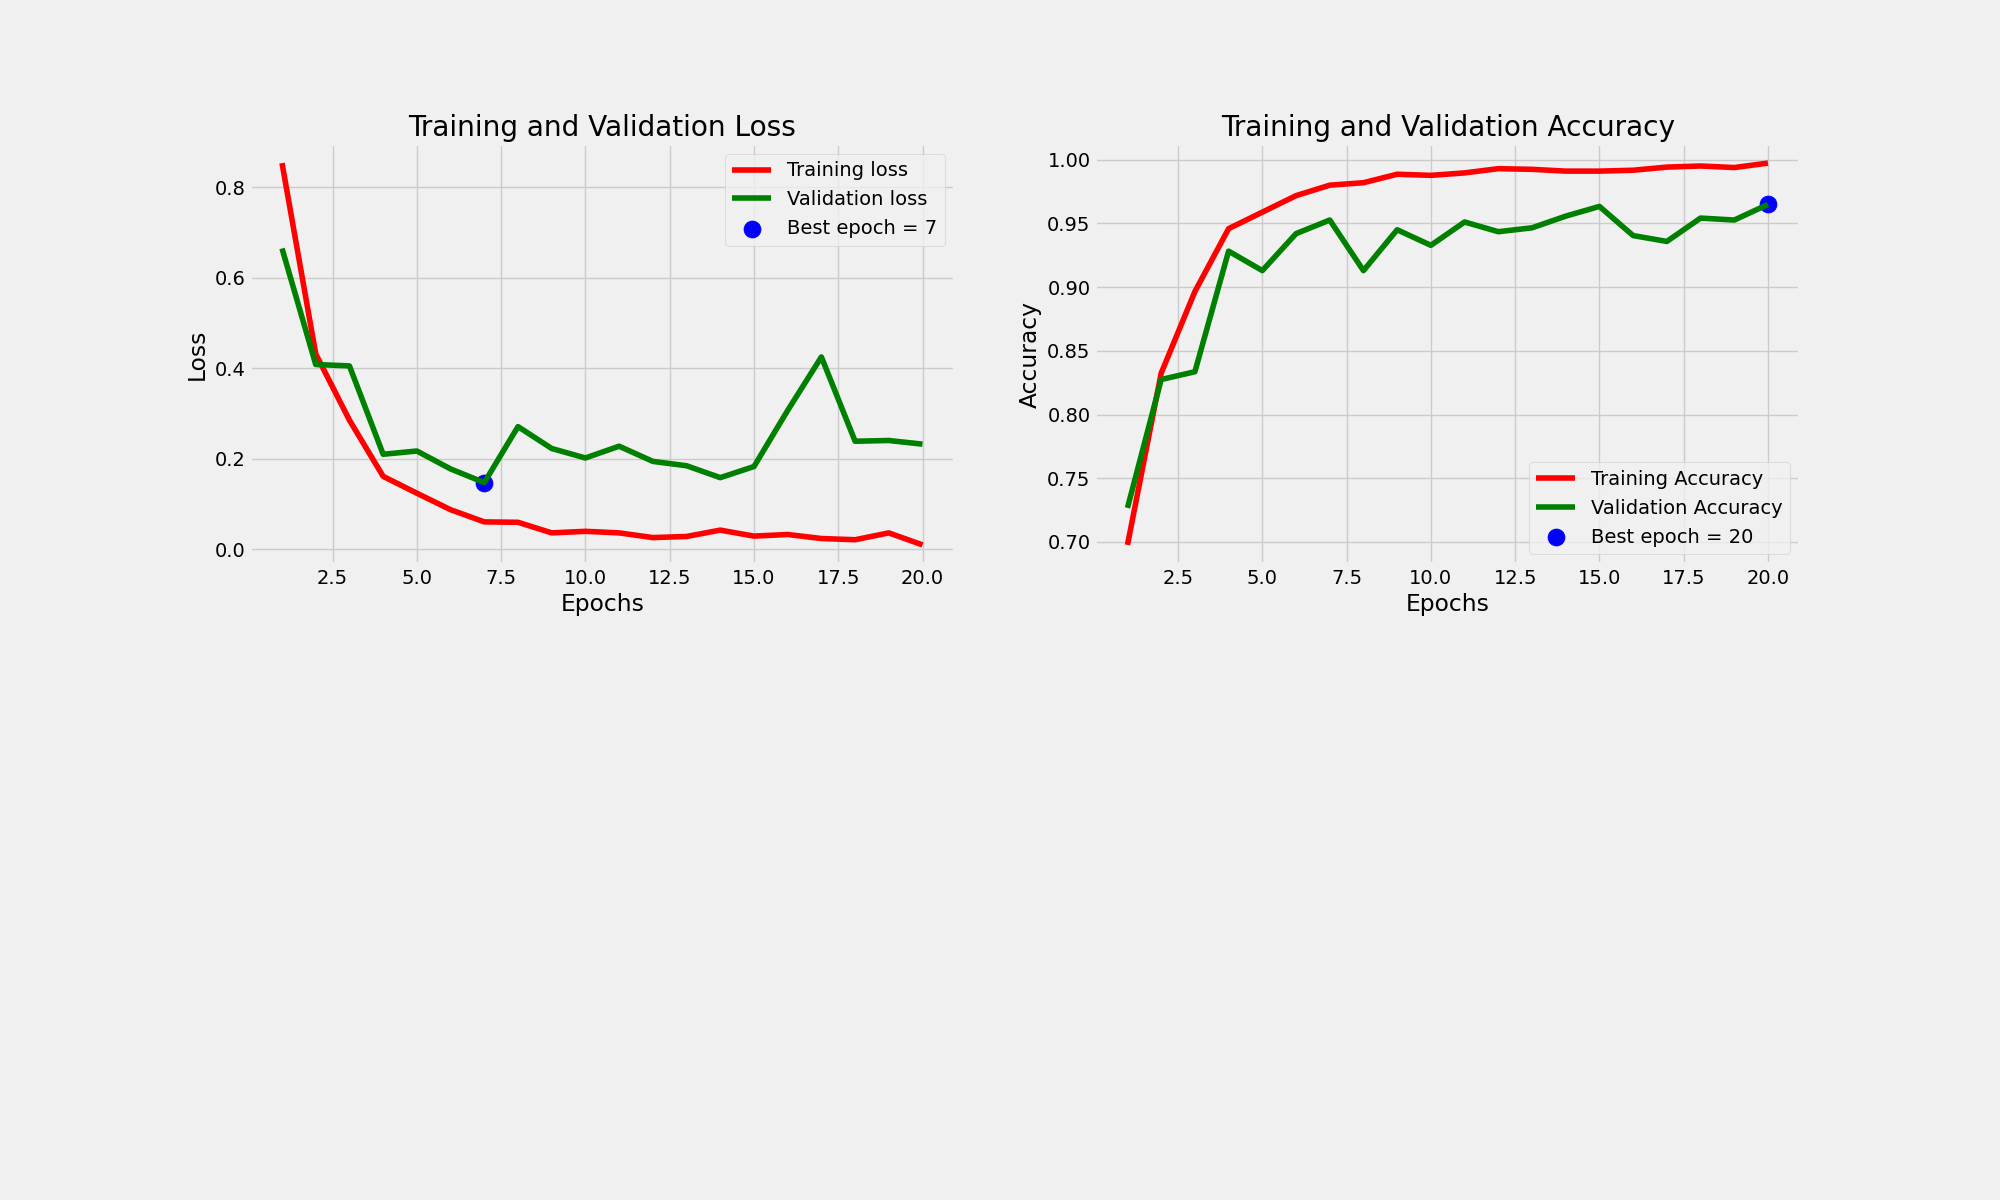 Training and Validation Loss
Training loss
Validation loss
Best epoch = 7
Loss
0.8
0.6
0.4
0.2
0.0
2.5 5.0 7.5 10.0 12.5 15.0 17.5 20.0
Epochs
Training and Validation Accuracy
Accuracy
1.00
0.95
0.90
0.85
0.80
0.75
0.70
Training Accuracy
Validation Accuracy
Best epoch = 20
2.5 5.0 7.5 10.0 12.5 15.0 17.5 20.0
Epochs